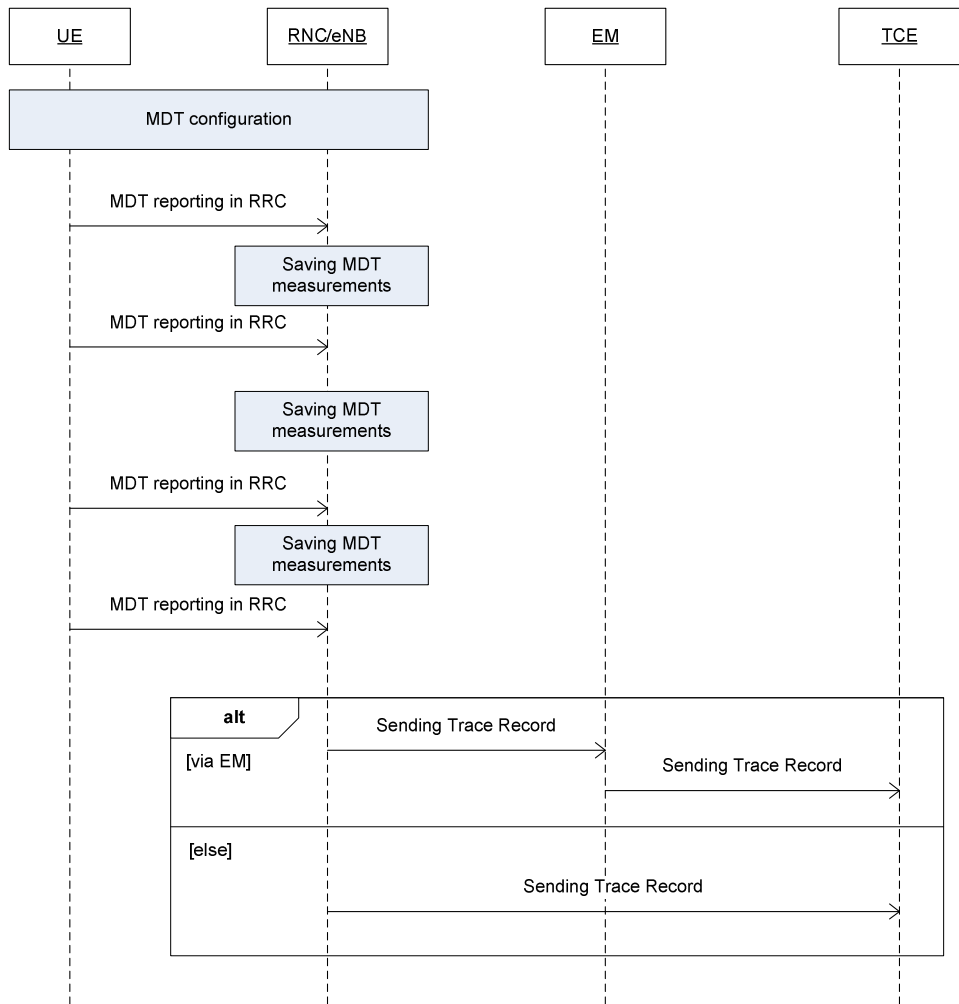 UE
RNC/eNB
EM
TCE
MDT configuration
MDT reporting in RRC
Saving MDT
measurements
MDT reporting in RRC
Saving MDT
measurements
MDT reporting in RRC
Saving MDT
measurements
MDT reporting in RRC
alt
Sending Trace Record
[via EM]
Sending Trace Record
[else]
Sending Trace Record